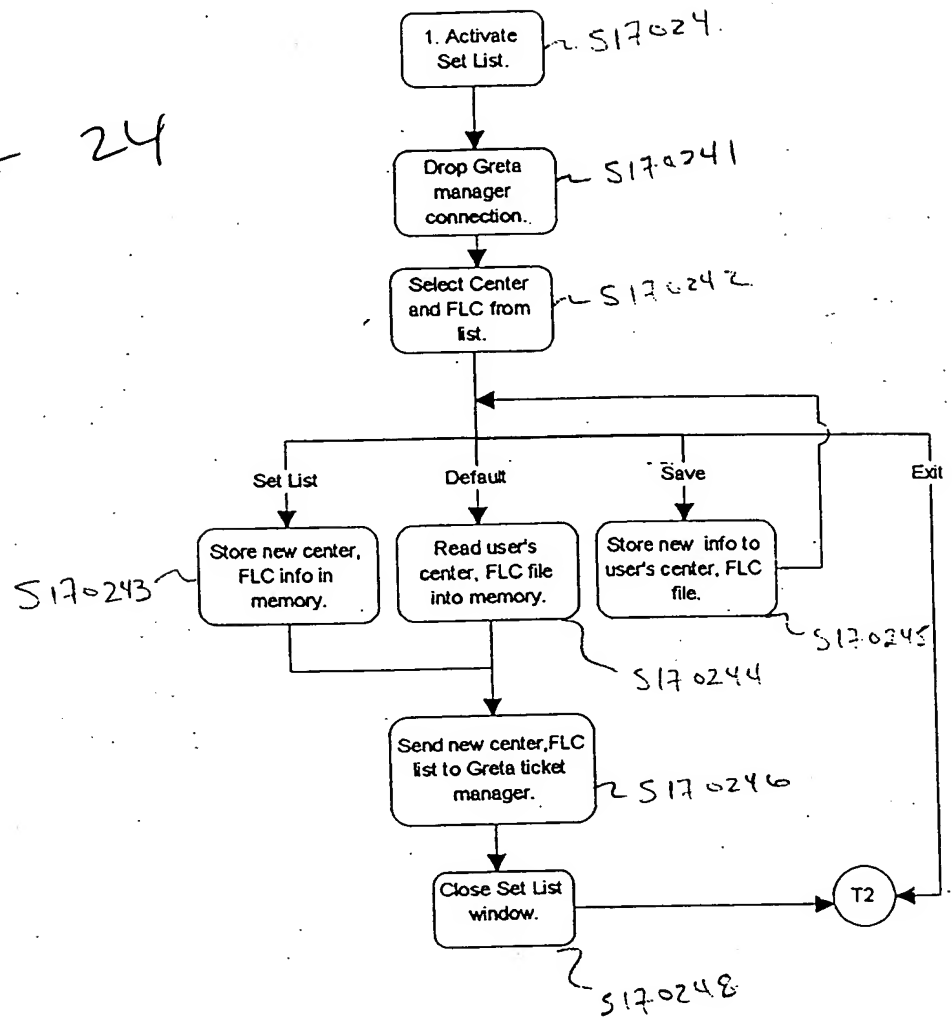 1. Activate
Set List.
S17024.
- 24
Drop Greta
manager
connection.
S170241
Select Center
and FLC from
list.
S170242
Set List
Default
Save
Exit
Store new center,
FLC info in
memory.
S170243
Read user's
center, FLC file
into memory.
S170244
Store new info to
user's center, FLC
file.
S170245
Send new center,FLC
list to Greta ticket
manager.
S170246
Close Set List
window.
S170248
T2